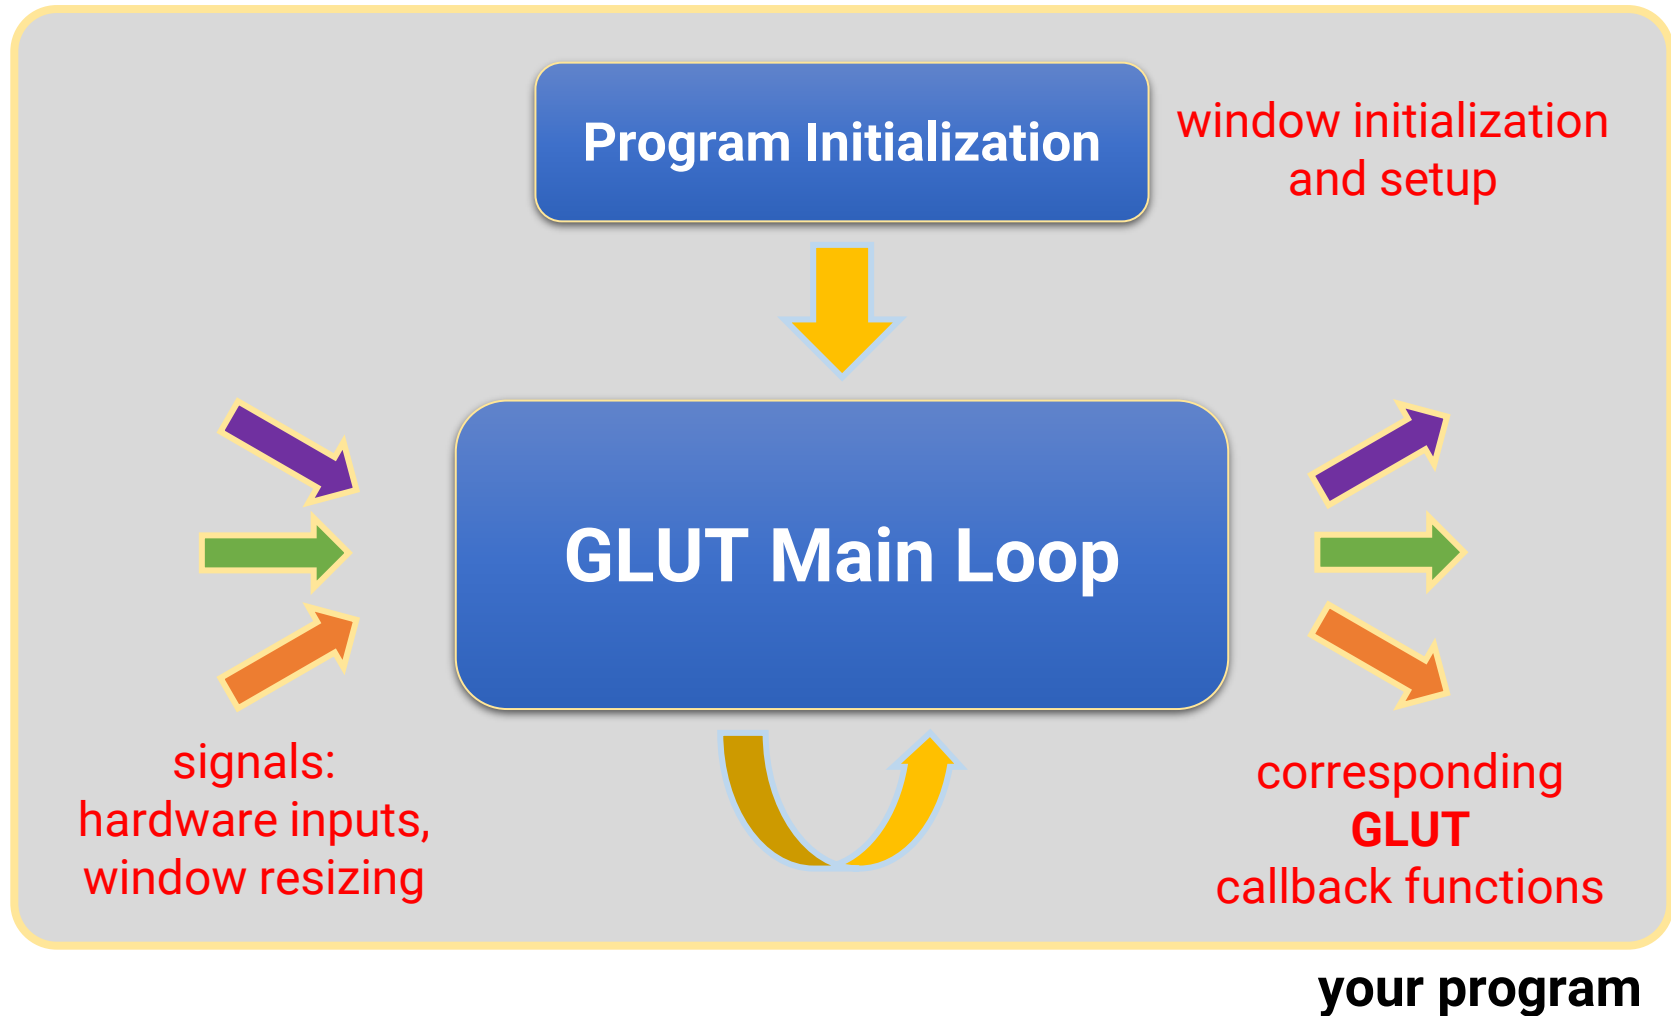 Program Initialization
window initialization
and setup
GLUT Main Loop
signals:
hardware inputs,
window resizing
corresponding
GLUT
callback functions
your program